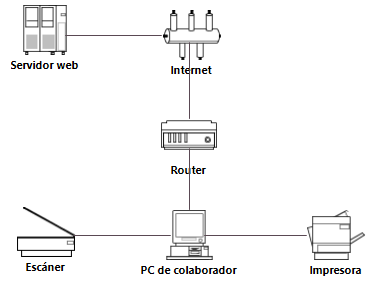 Servidor web
Internet
Router
Escáner
PC de colaborador
Impresora